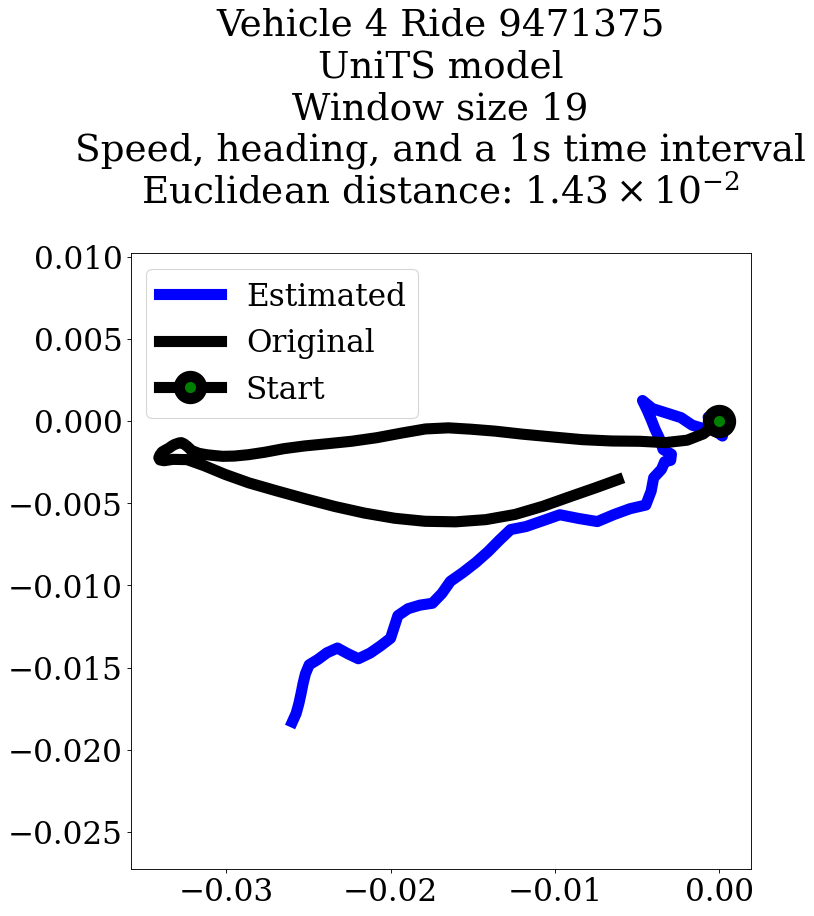 Vehicle 4 Ride 9471375
UniTS model
Window size 19
Speed, heading, and a 1s time interval
Euclidean distance: 1.43 × 10⁻²
0.010
0.005
0.000
−0.005
−0.010
−0.015
−0.020
−0.025
Estimated
Original
Start
−0.03
−0.02
−0.01
0.00